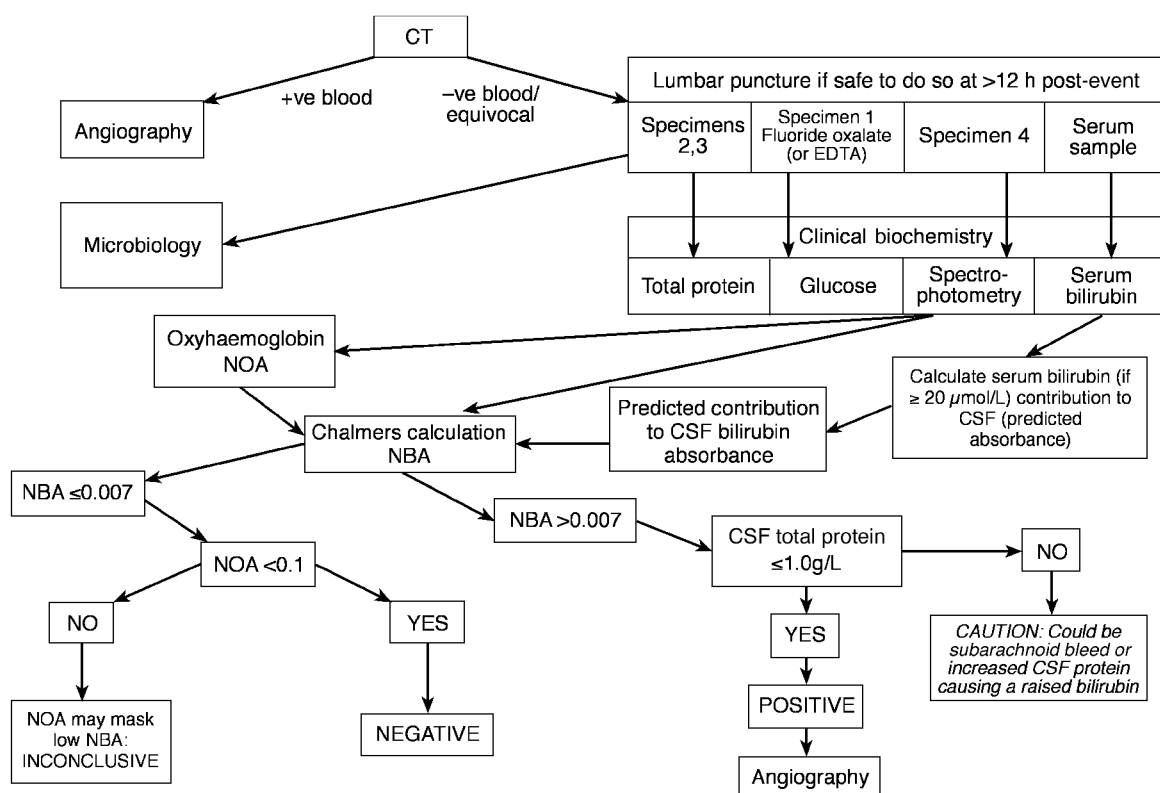 CT
+ve blood
–ve blood/
equivocal
Angiography
Lumbar puncture if safe to do so at >12 h post-event
Specimens
2,3
Specimen 1
Fluoride oxalate
(or EDTA)
Specimen 4
Serum
sample
Microbiology
Clinical biochemistry
Total protein
Glucose
Spectro-
photometry
Serum
bilirubin
Oxyhaemoglobin
NOA
Calculate serum bilirubin (if
≥ 20 µmol/L) contribution to
CSF (predicted
absorbance)
Predicted contribution
to CSF bilirubin
absorbance
Chalmers calculation
NBA
NBA ≤0.007
NBA >0.007
CSF total protein
≤1.0g/L
NO
NOA <0.1
NO
YES
YES
CAUTION: Could be
subarachnoid bleed or
increased CSF protein
causing a raised bilirubin
POSITIVE
NOA may mask
low NBA:
INCONCLUSIVE
NEGATIVE
Angiography